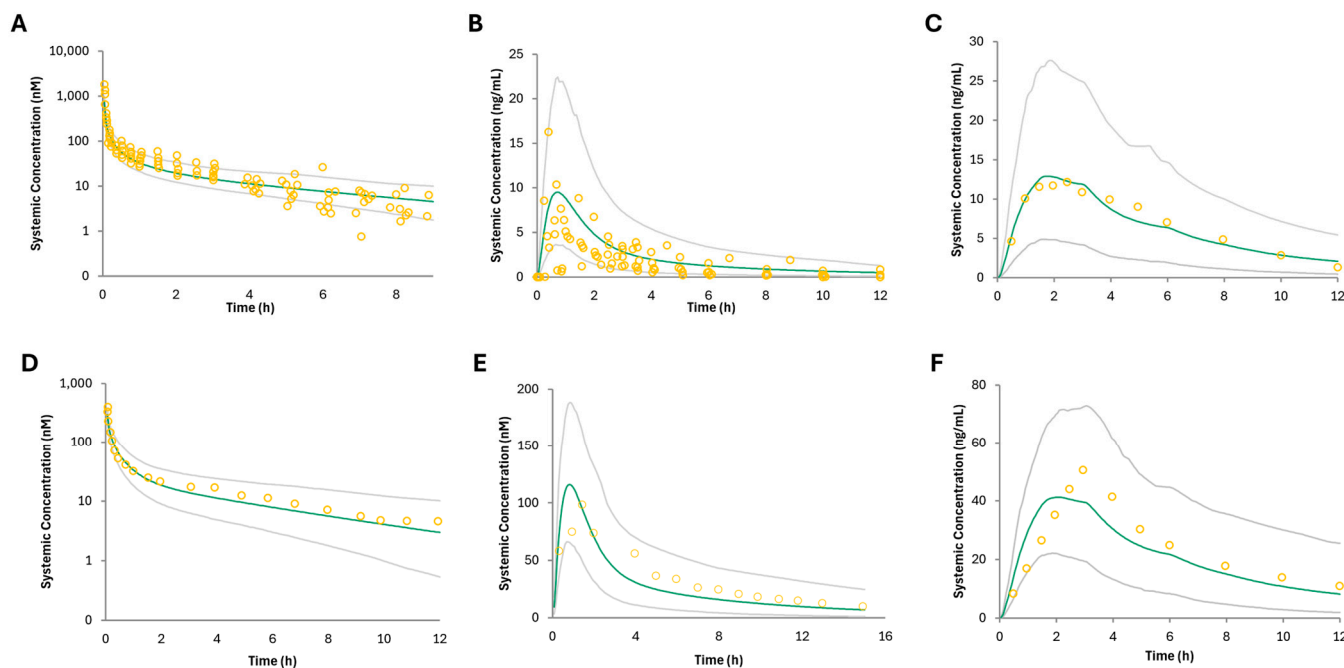 A
Systemic Concentration (nM)
10,000
1,000
100
10
1
0
0 2 4 6 8
Time (h)
B
Systemic Concentration (ng/mL)
25
20
15
10
5
0
0 2 4 6 8 10 12
Time (h)
C
Systemic Concentration (ng/mL)
30
25
20
15
10
5
0
0 2 4 6 8 10 12
Time (h)
D
Systemic Concentration (nM)
1,000
100
10
1
0
0 2 4 6 8 10 12
Time (h)
E
Systemic Concentration (nM)
200
150
100
50
0
0 4 8 12 16
Time (h)
F
Systemic Concentration (ng/mL)
80
60
40
20
0
0 2 4 6 8 10 12
Time (h)